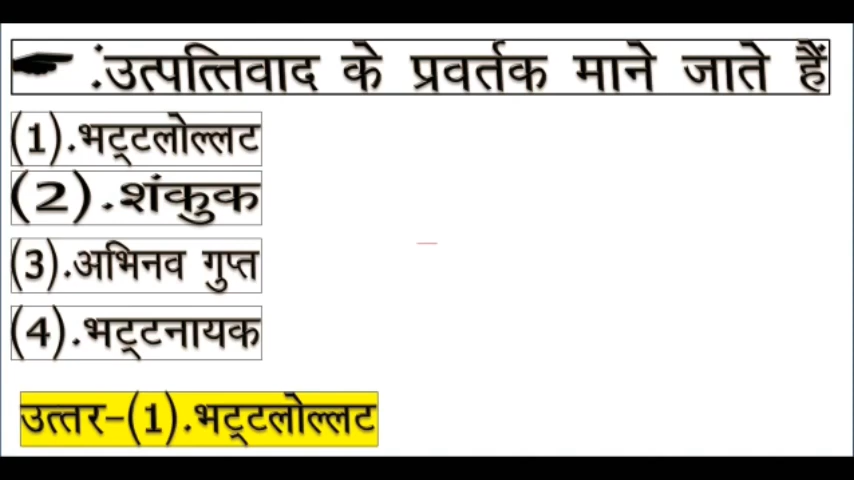 .उत्पत्तिवाद के प्रवर्तक माने जाते हैं
(1).भट्टलोल्लट
(2).शंकुक
(3).अभिनव गुप्त
(4).भट्टनायक
उत्तर-(1).भट्टलोल्लट